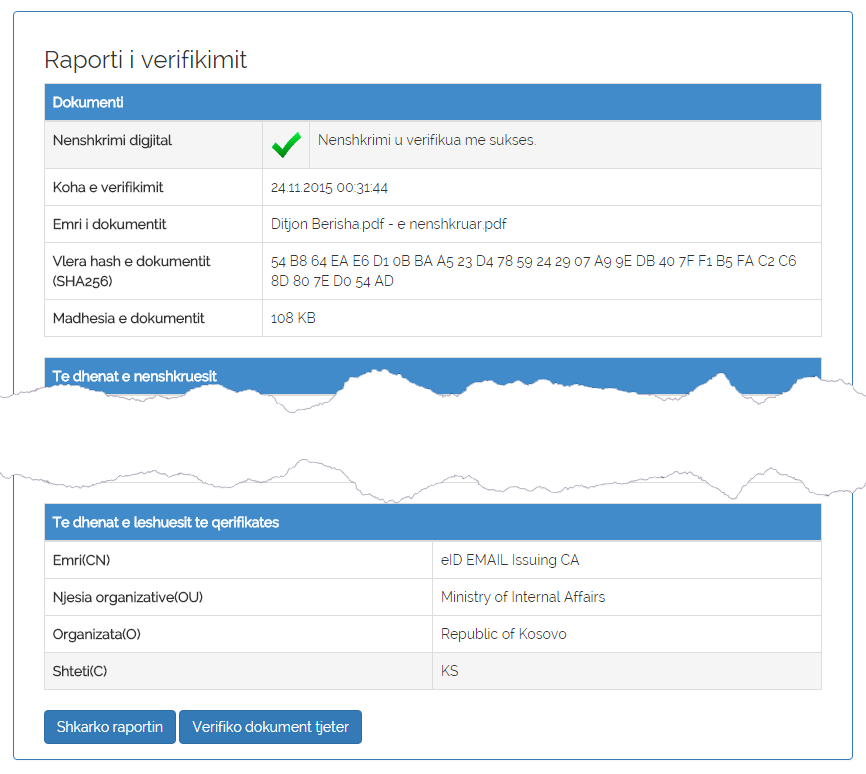 Raporti i verifikimit
Dokumenti
Nenshkrimi digjital Nenshkrimi u verifikua me sukses.
Koha e verifikimit 24.11.2015 00:31:44
Emri i dokumentit Ditjon Berisha.pdf - e nenshkruar.pdf
Vlera hash e dokumentit 54 B8 64 EA E6 D1 0B BA A5 23 D4 78 59 24 29 07 A9 9E DB 40 7F F1 B5 FA C2 C6
(SHA256) 8D 80 7E D0 54 AD
Madhesia e dokumentit 108 KB
Te dhenat e nenshkruesit
Te dhenat e leshuesit te qerifikates
Emri(CN) eID EMAIL Issuing CA
Njesia organizative(OU) Ministry of Internal Affairs
Organizata(O) Republic of Kosovo
Shteti(C) KS
Shkarko raportin Verifiko dokument tjeter